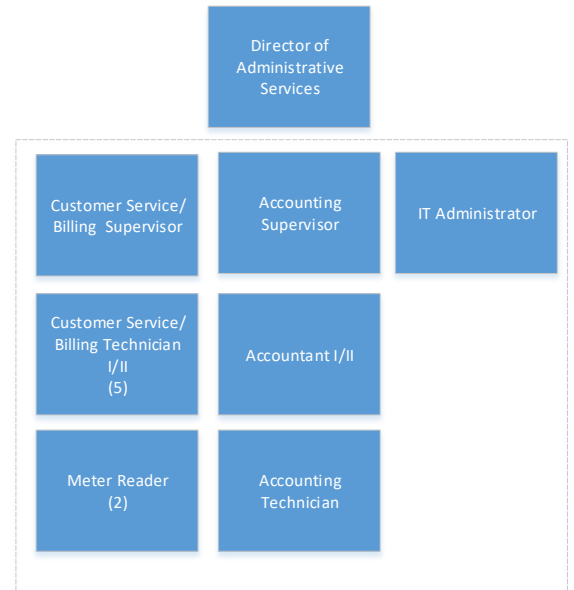 Director of
Administrative
Services
Customer Service/
Billing Supervisor
Accounting
Supervisor
IT Administrator
Customer Service/
Billing Technician
I/II
(5)
Accountant I/II
Meter Reader
(2)
Accounting
Technician